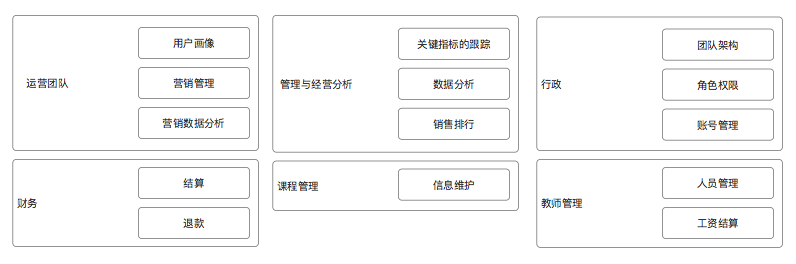 运营团队
用户画像
营销管理
营销数据分析
管理与经营分析
关键指标的跟踪
数据分析
销售排行
行政
团队架构
角色权限
账号管理
财务
结算
退款
课程管理
信息维护
教师管理
人员管理
工资结算